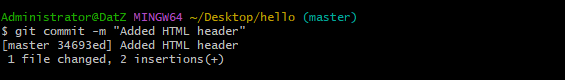 Administrator@DatZ MINGW64 ~/Desktop/hello (master)
$ git commit -m "Added HTML header"
[master 34693ed] Added HTML header
 1 file changed, 2 insertions(+)